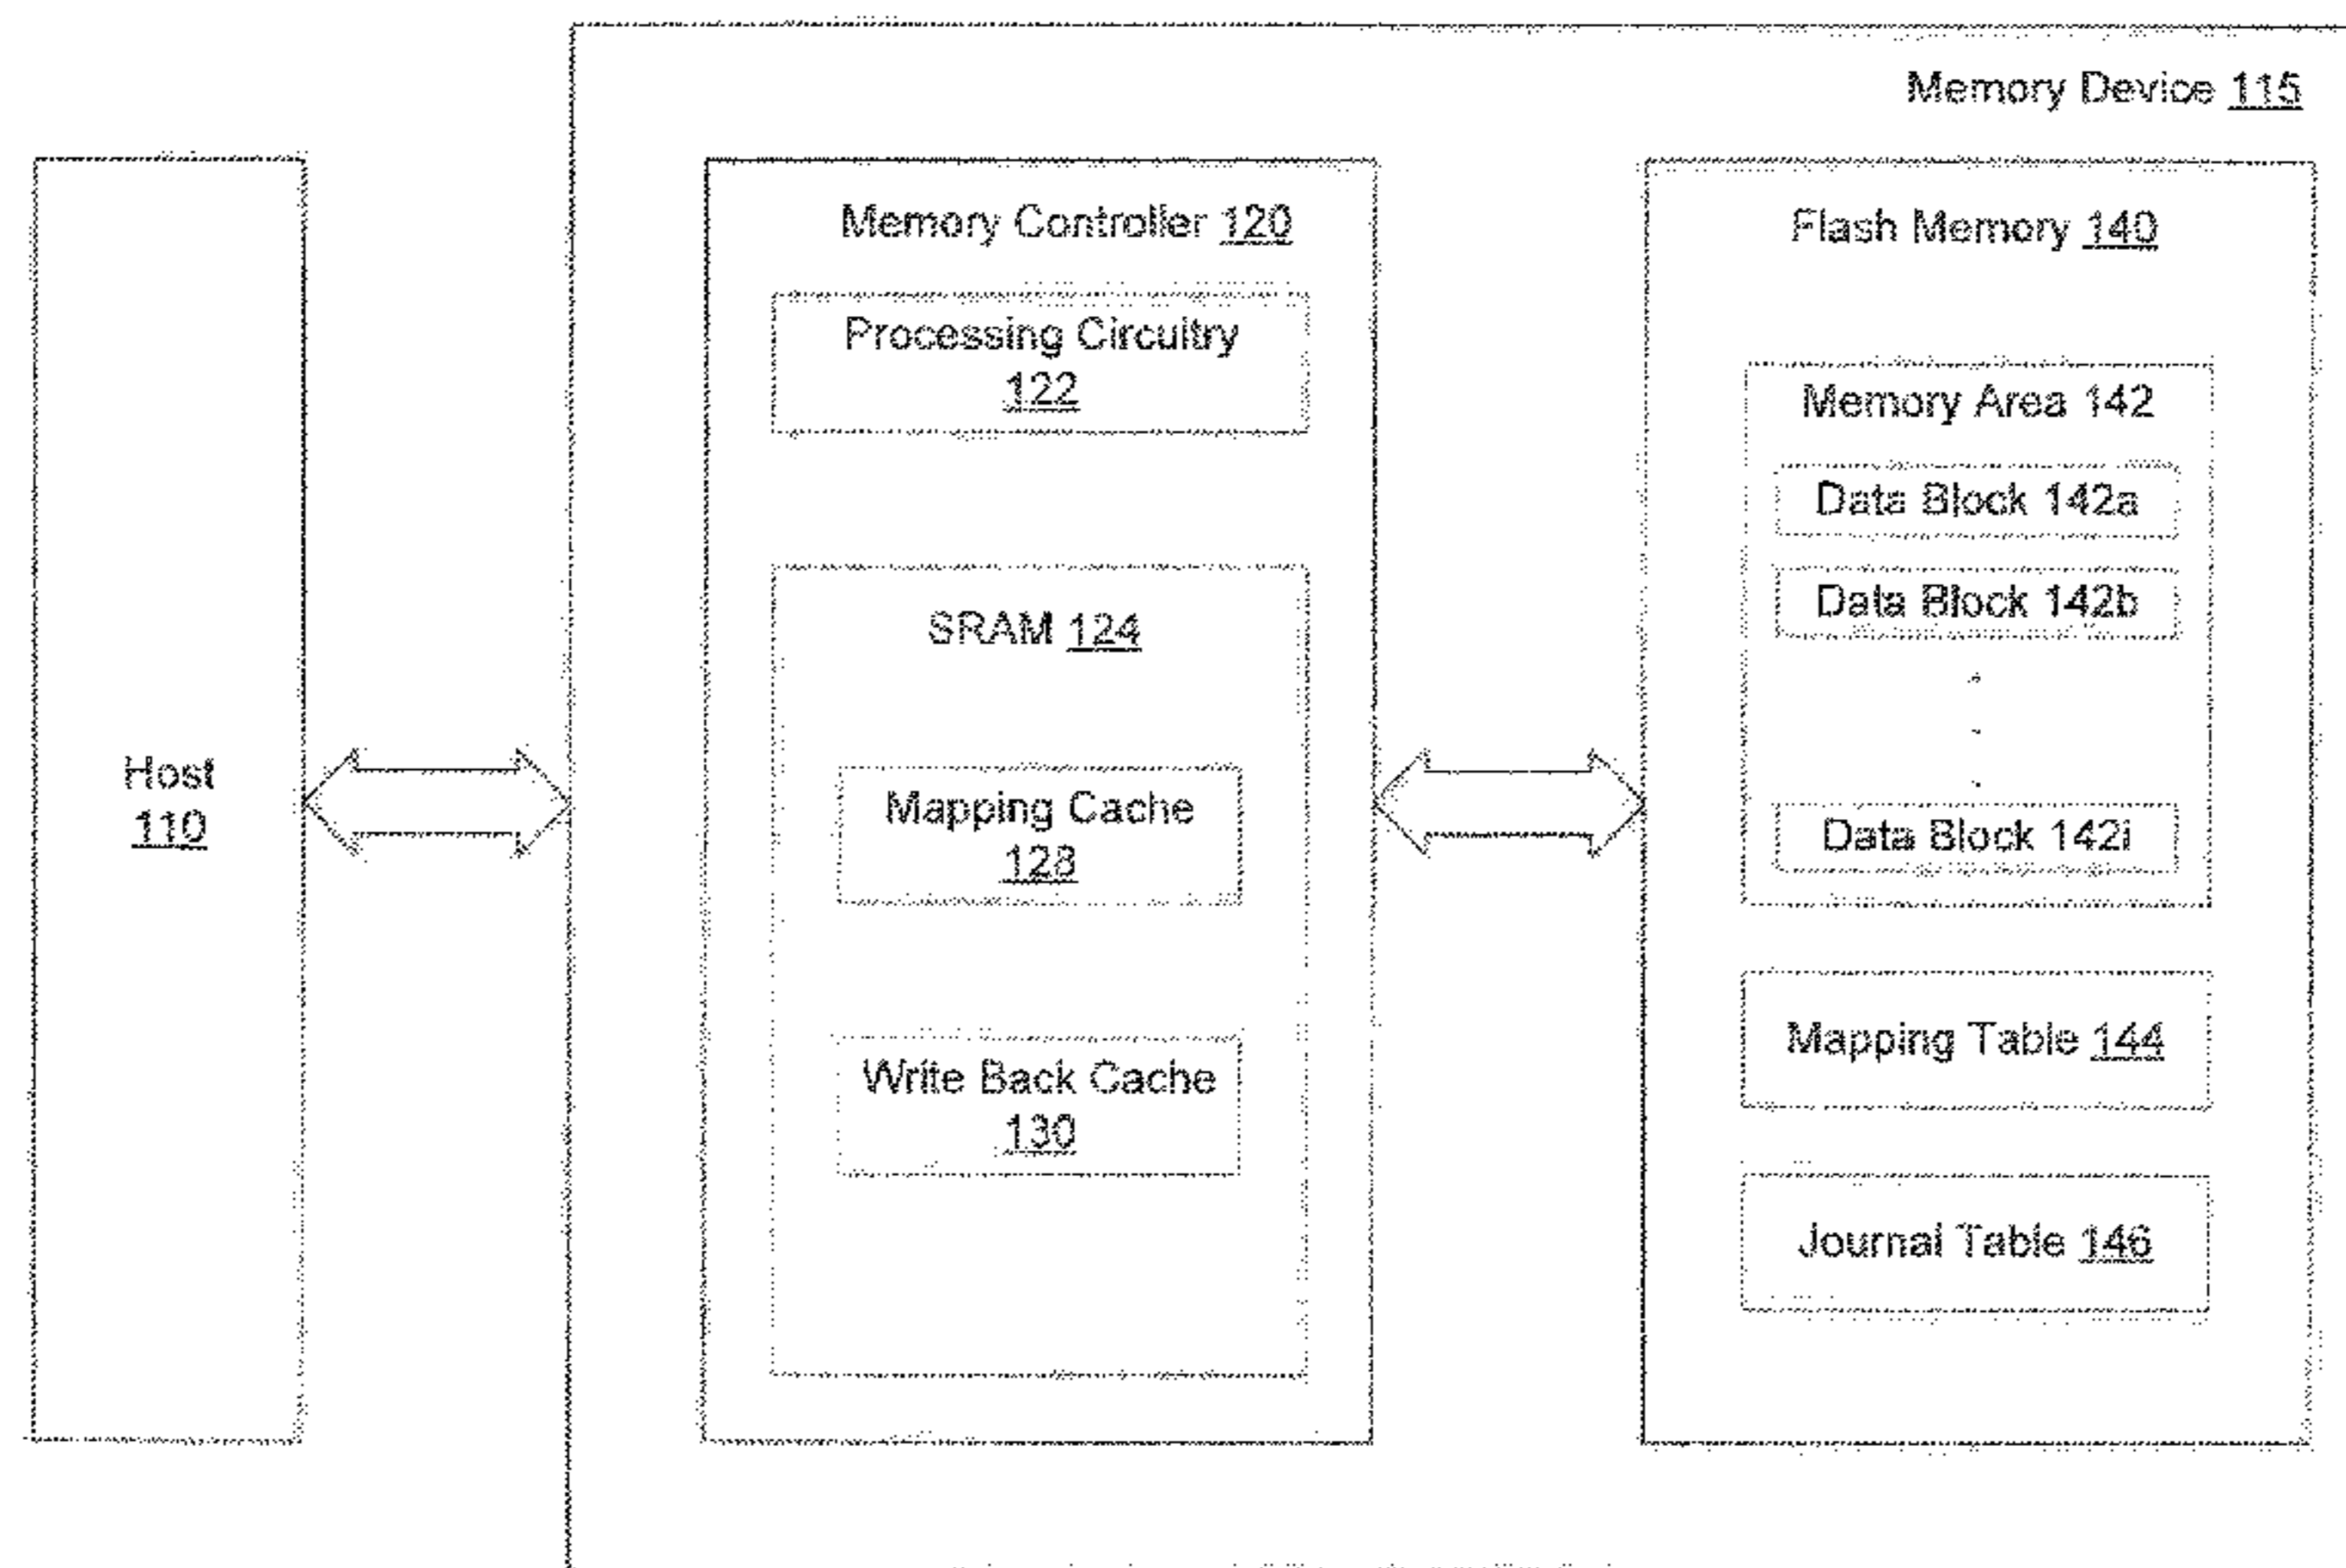 Memory Device 115
Host
110
Memory Controller 120
Processing Circuitry
122
SRAM 124
Mapping Cache
128
Write Back Cache
130
Flash Memory 140
Memory Area 142
Data Block 142a
Data Block 142b
.
.
.
Data Block 142i
Mapping Table 144
Journal Table 146